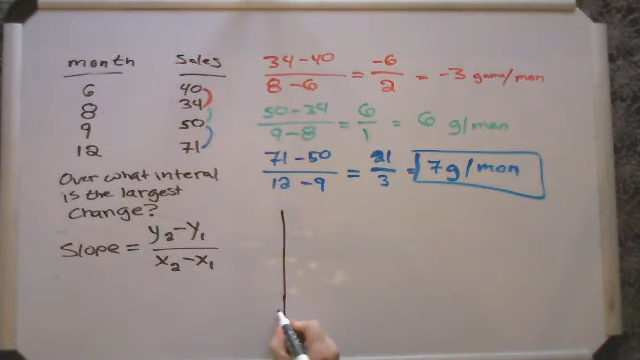 month Sales
6 40
8 34
9 50
12 71
Over what interal
is the largest
change?
Slope = y2-y1 / x2-x1
34-40 / 8-6 = -6/2 = -3 game/mon
50-34 / 9-8 = 6/1 = 6 g/mon
71-50 / 12-9 = 21/3 = 7g/mon